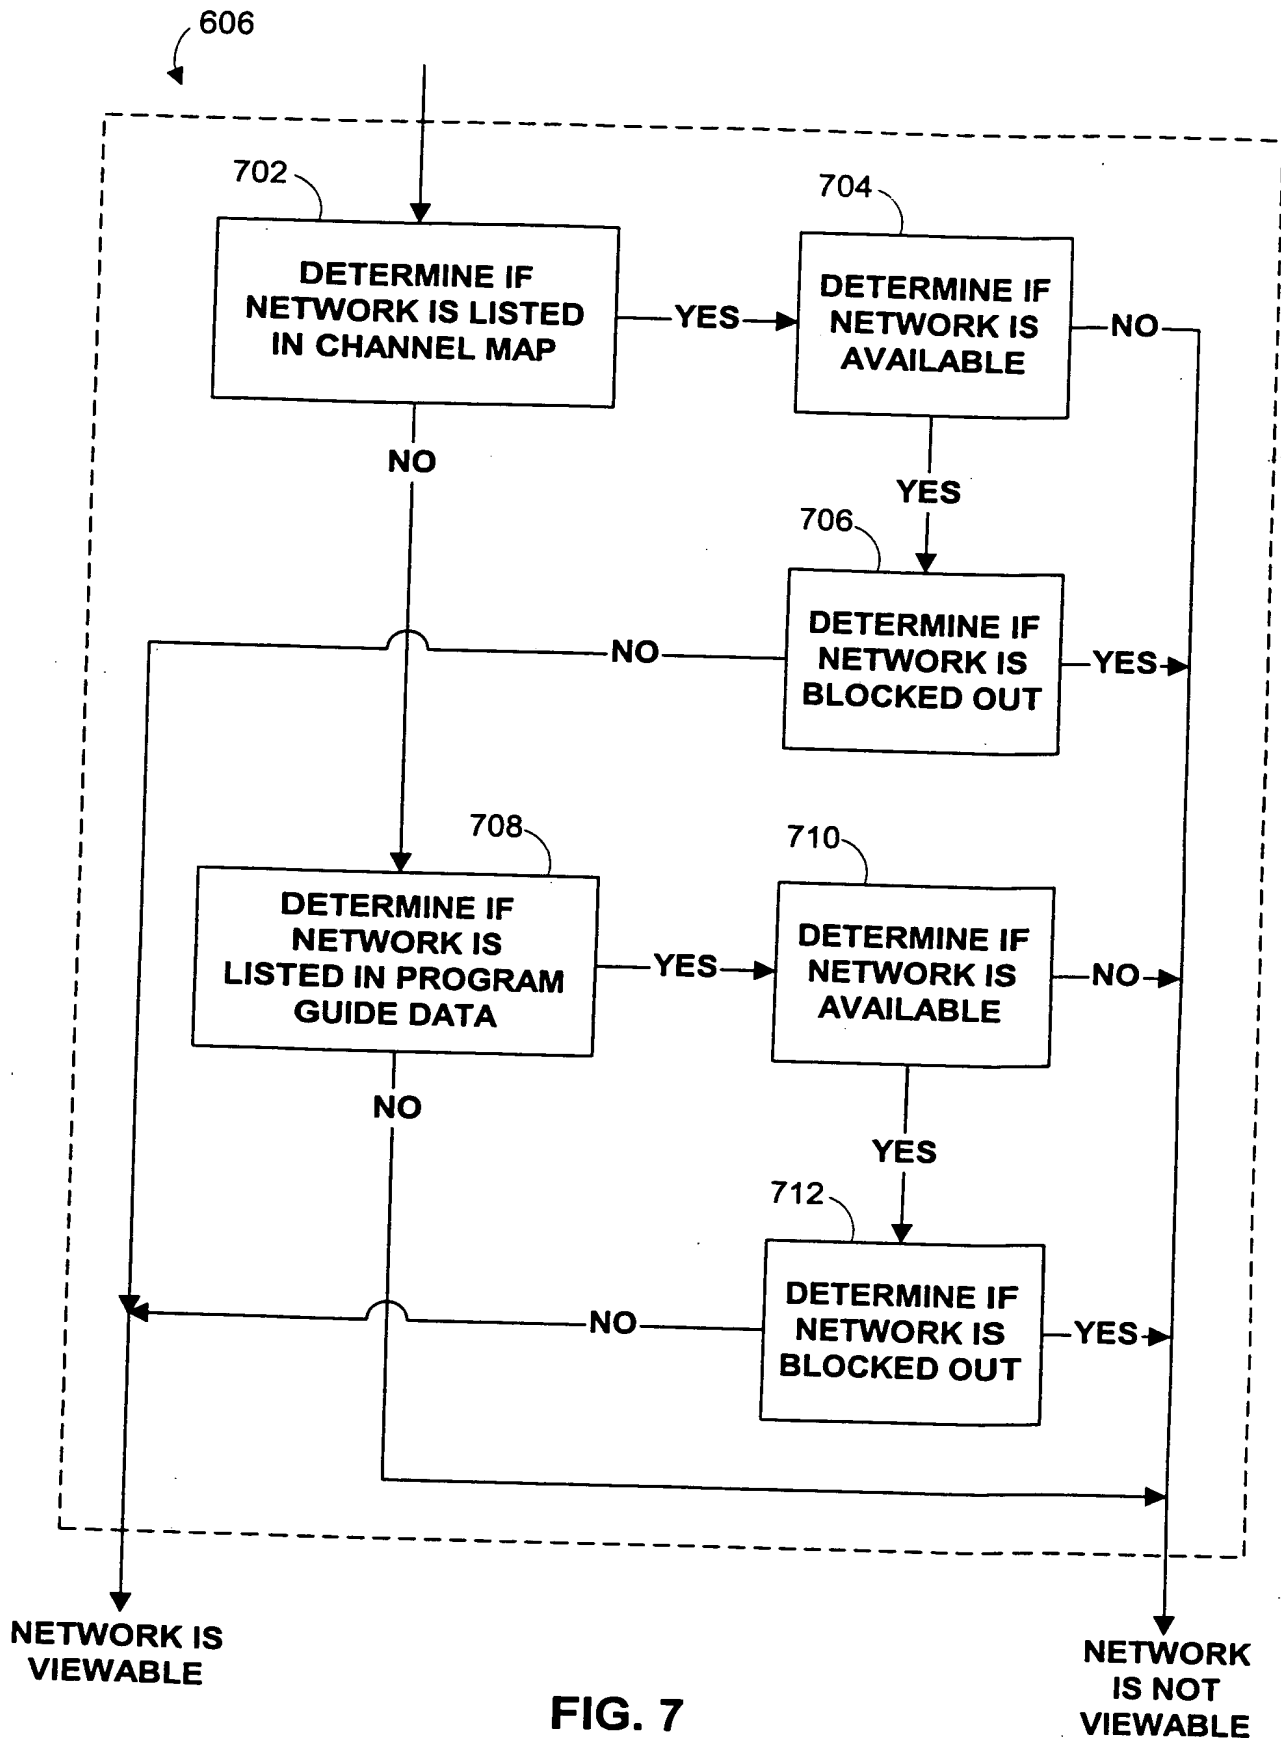 606
702
704
DETERMINE IF
NETWORK IS LISTED
IN CHANNEL MAP
YES
DETERMINE IF
NETWORK IS
AVAILABLE
NO
NO
YES
706
DETERMINE IF
NETWORK IS
BLOCKED OUT
NO
YES
708
710
DETERMINE IF
NETWORK IS
LISTED IN PROGRAM
GUIDE DATA
YES
DETERMINE IF
NETWORK IS
AVAILABLE
NO
NO
YES
712
DETERMINE IF
NETWORK IS
BLOCKED OUT
NO
YES
NETWORK IS
VIEWABLE
NETWORK
IS NOT
VIEWABLE
FIG. 7